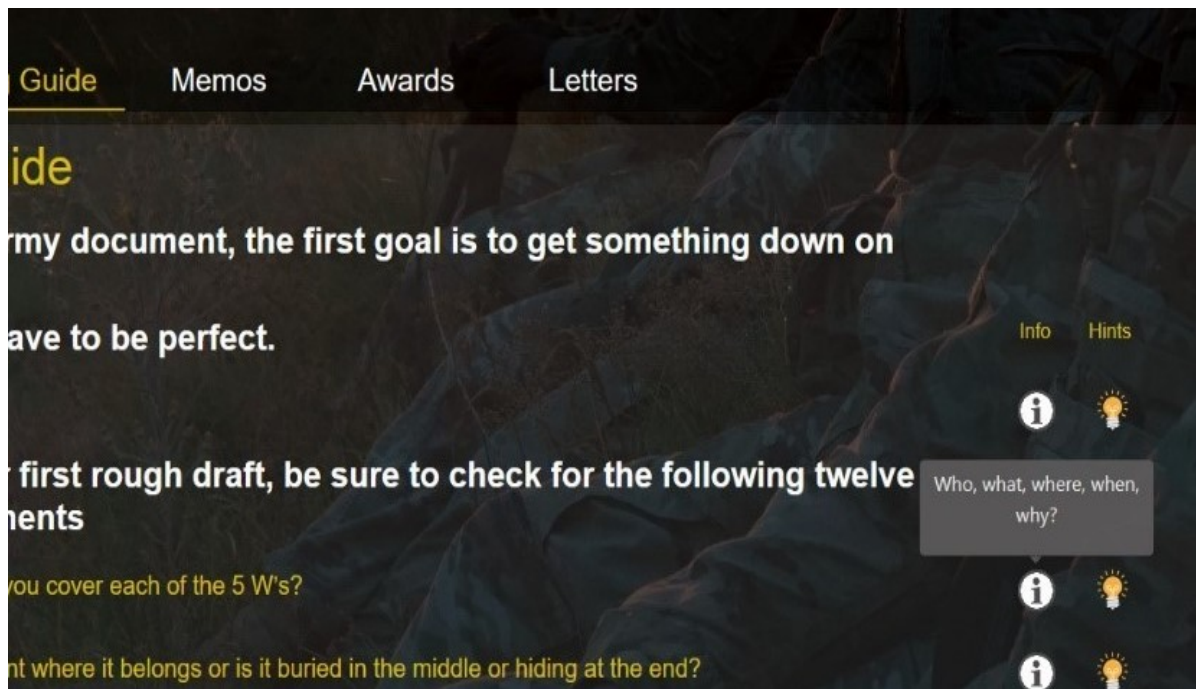 Guide Memos Awards Letters
ide
rmy document, the first goal is to get something down on
ave to be perfect.
Info Hints
first rough draft, be sure to check for the following twelve
nents
Who, what, where, when,
why?
you cover each of the 5 W's?
nt where it belongs or is it buried in the middle or hiding at the end?